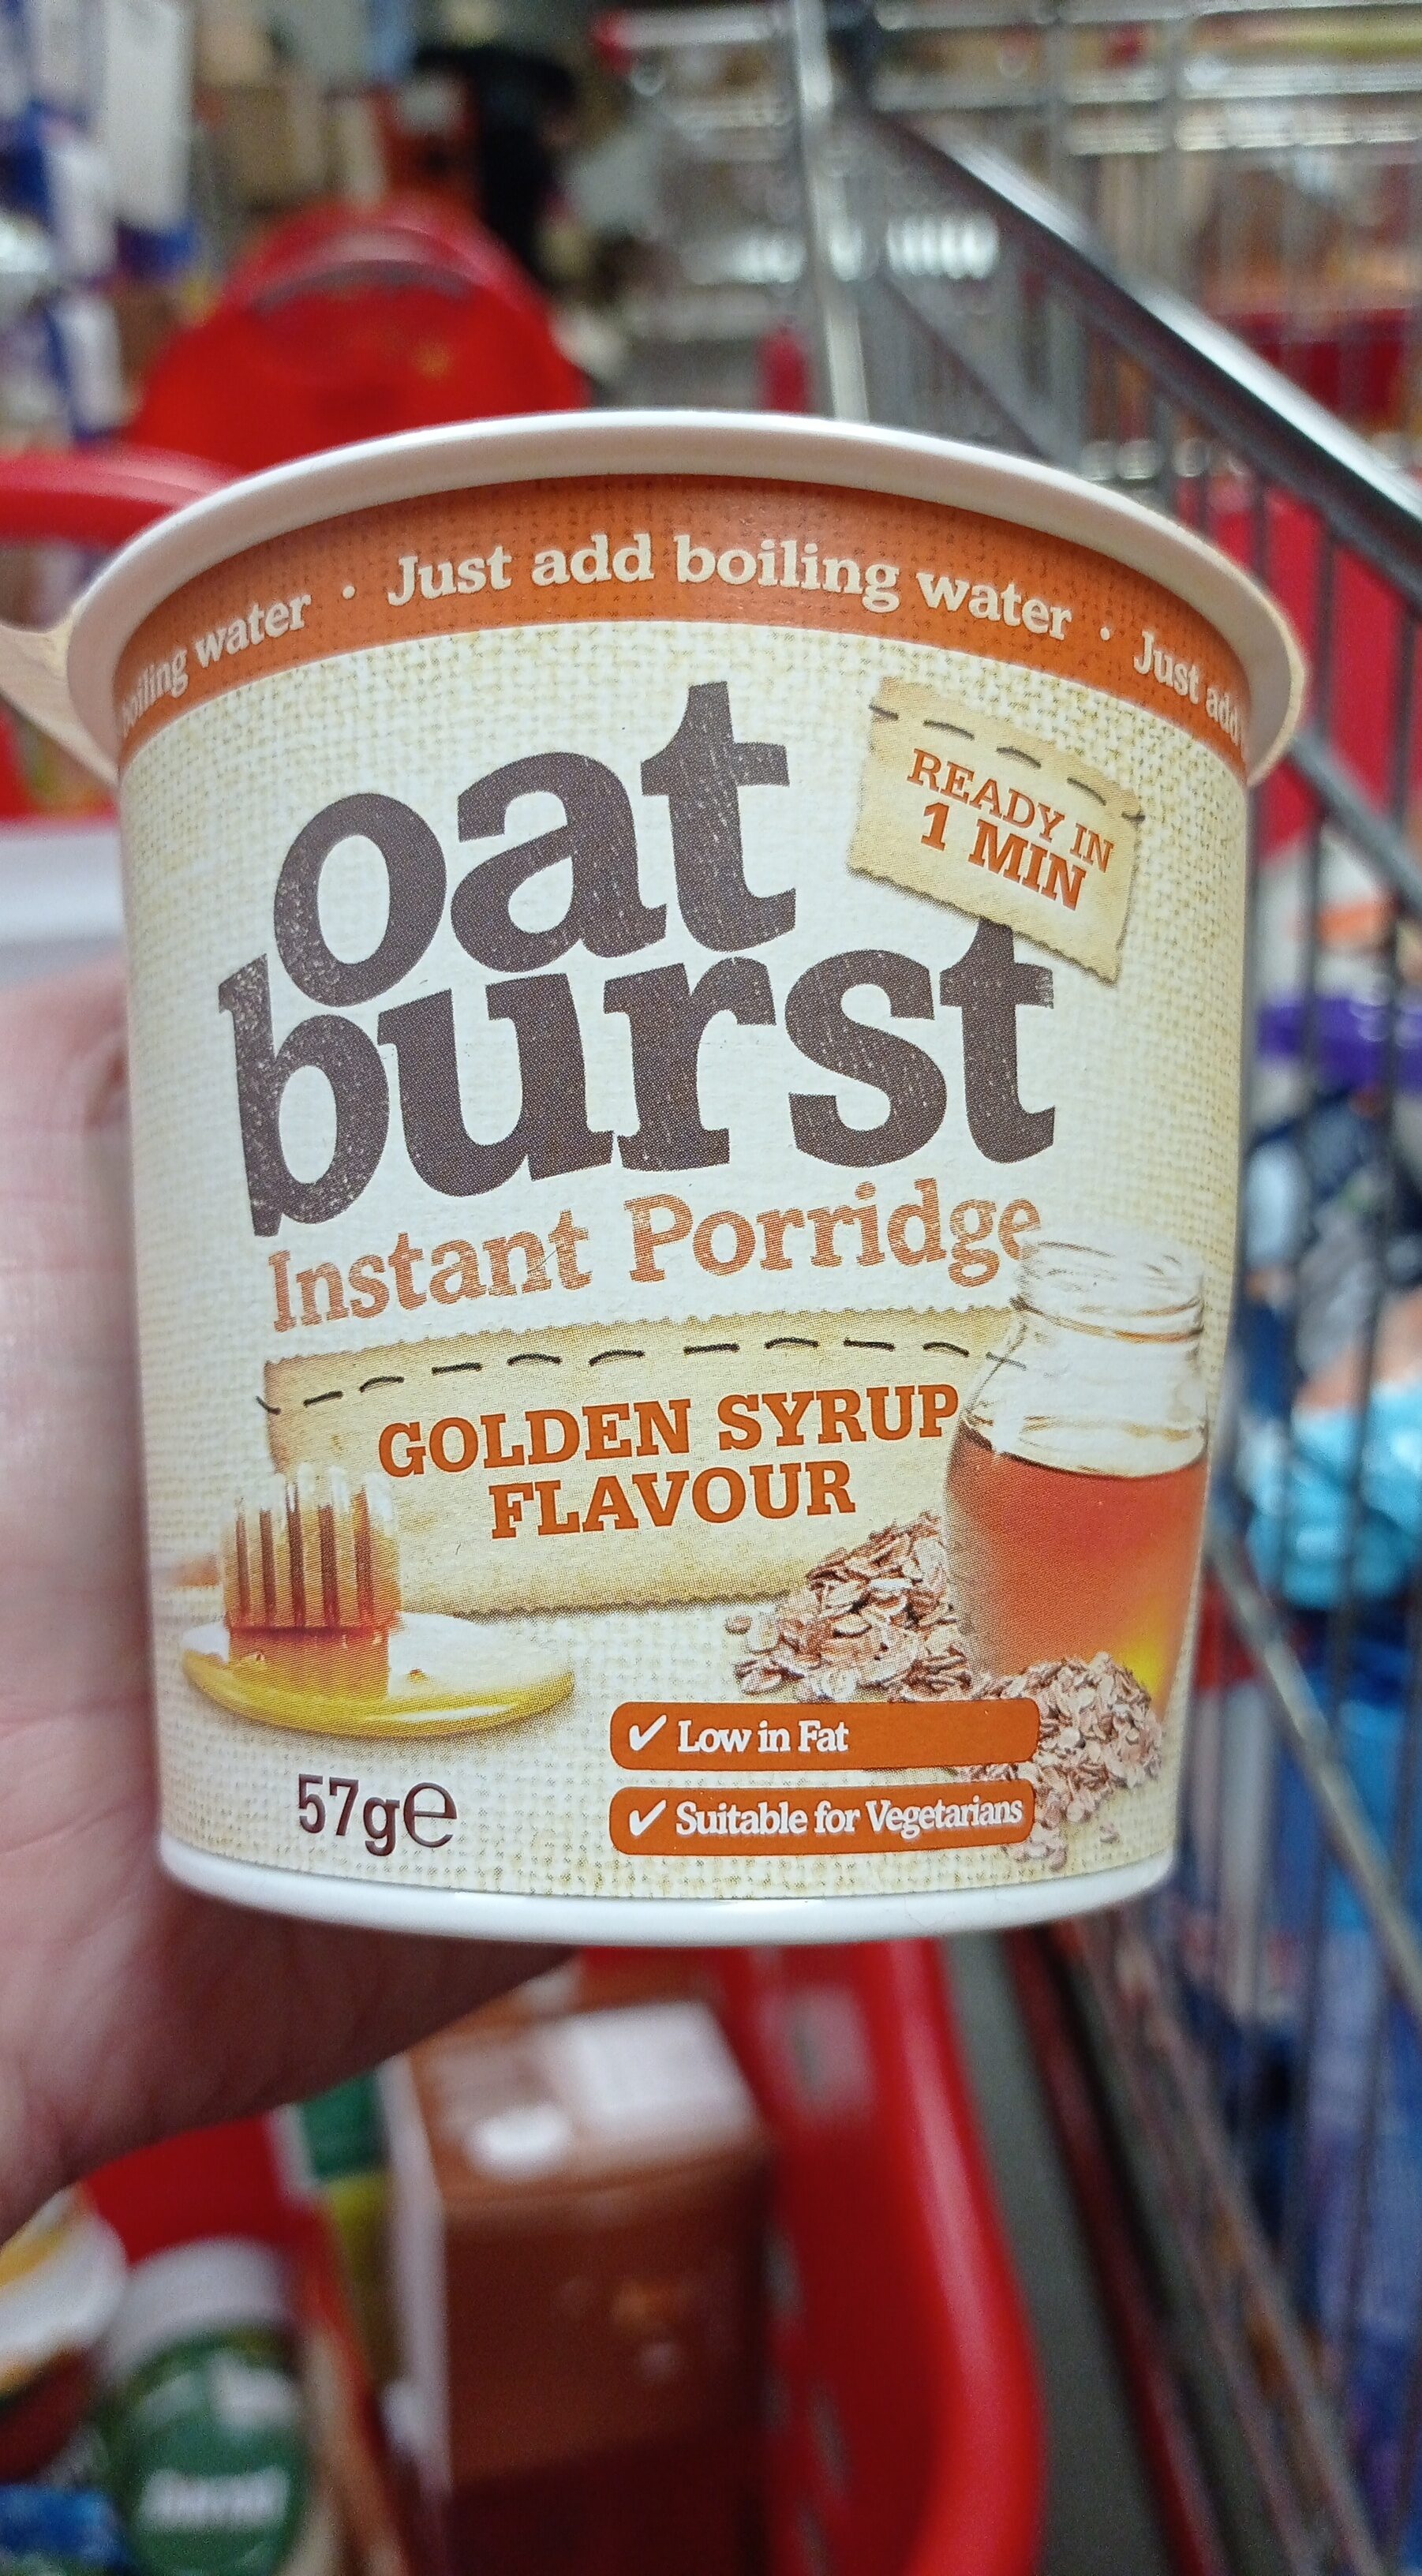 boiling water • Just add boiling water • Just add
READY IN
1 MIN
oat
burst
Instant Porridge
GOLDEN SYRUP
FLAVOUR
✓ Low in Fat
✓ Suitable for Vegetarians
57g℮